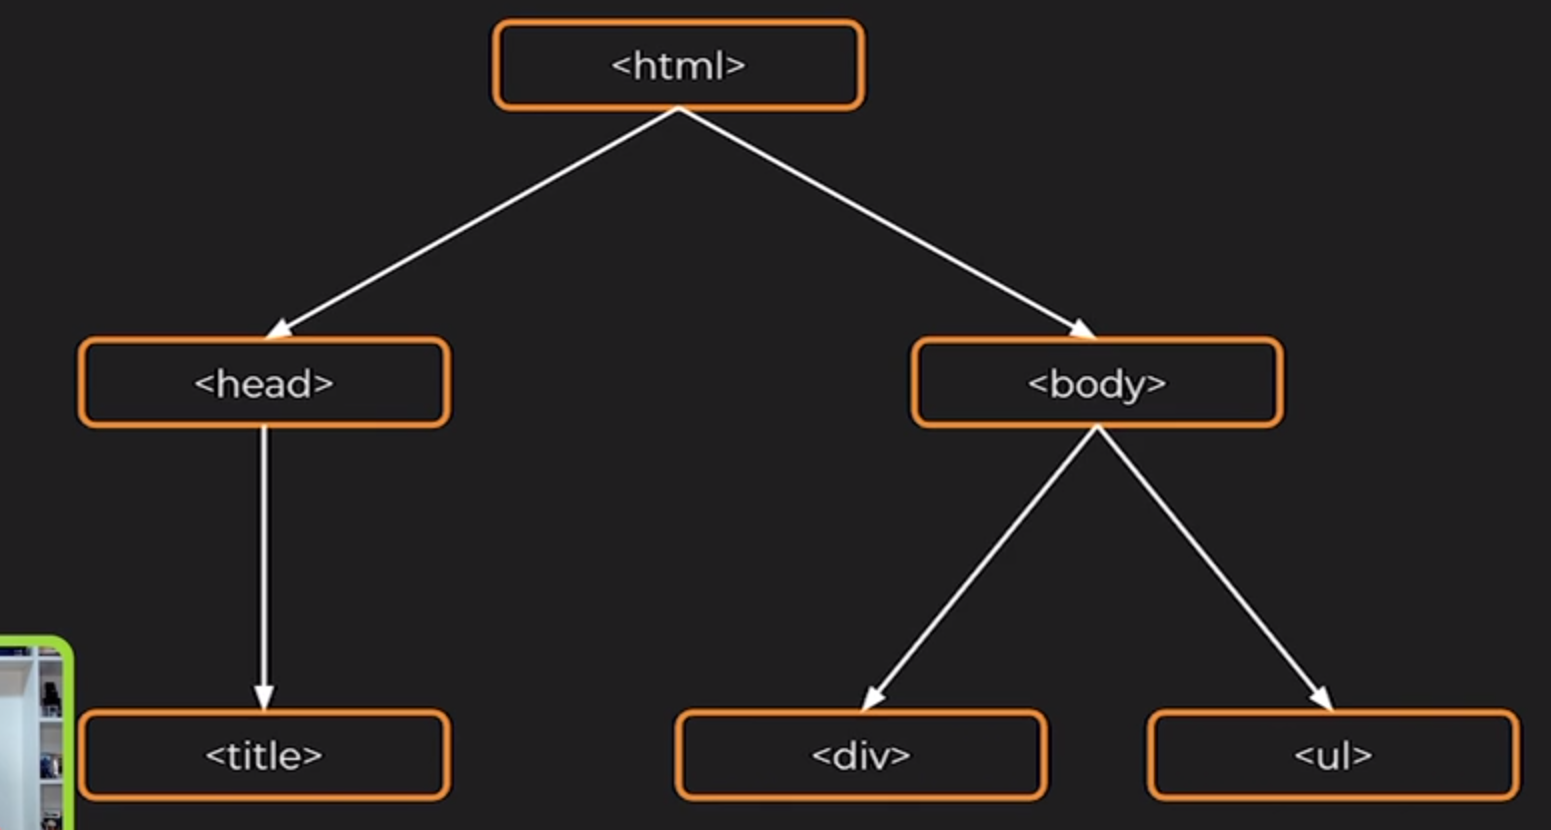 <html>
<head>
<body>
<title>
<div>
<ul>